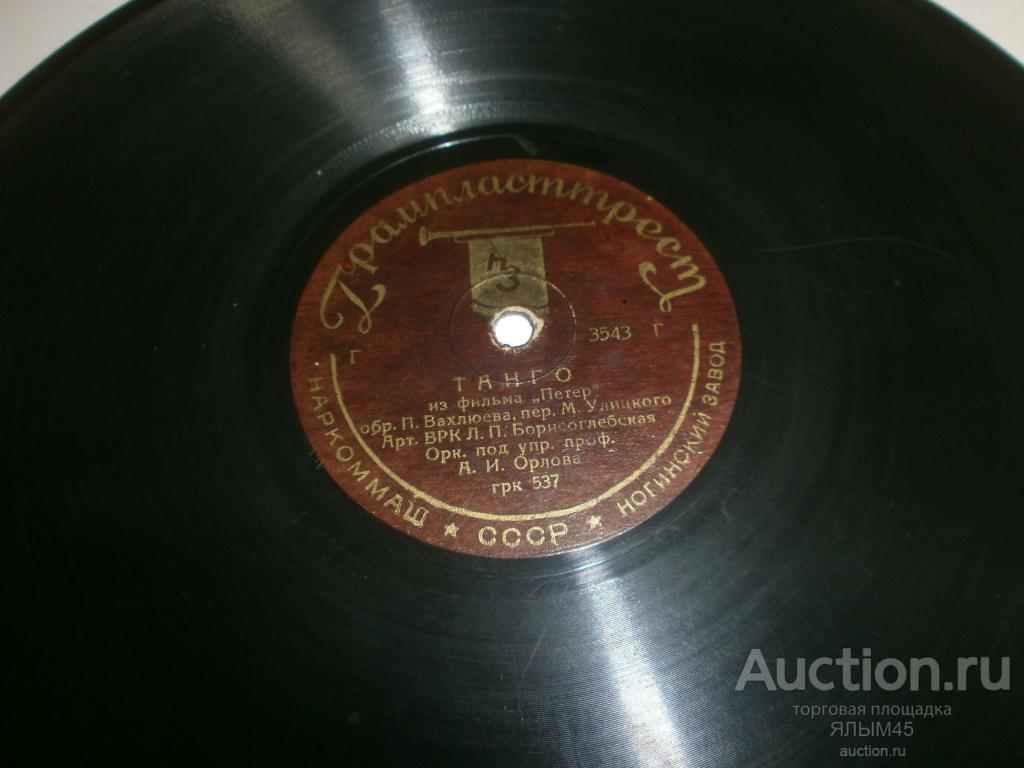 Грампласттрест
НЗ
3543
Г Г
ТАНГО
из фильма „Петер"
обр. П. Вахлюева, пер. М. Улицкого
Арт. ВРК Л. П. Борисоглебская
Орк. под упр. проф.
А. И. Орлова
грк 537
НАРКОММАШ ★ СССР ★ НОГИНСКИЙ ЗАВОД
Auction.ru
торговая площадка
ЯЛЫМ45
auction.ru